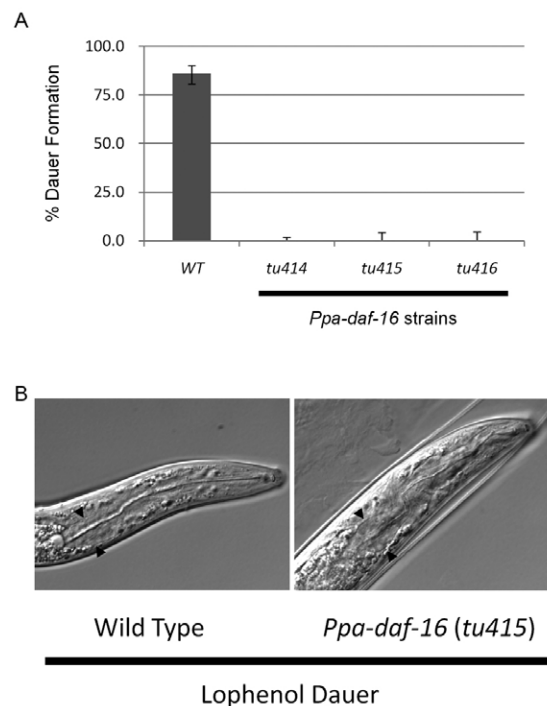 A
100.0
75.0
50.0
25.0
0.0
% Dauer Formation
WT tu414 tu415 tu416
Ppa-daf-16 strains
B
Wild Type Ppa-daf-16 (tu415)
Lophenol Dauer